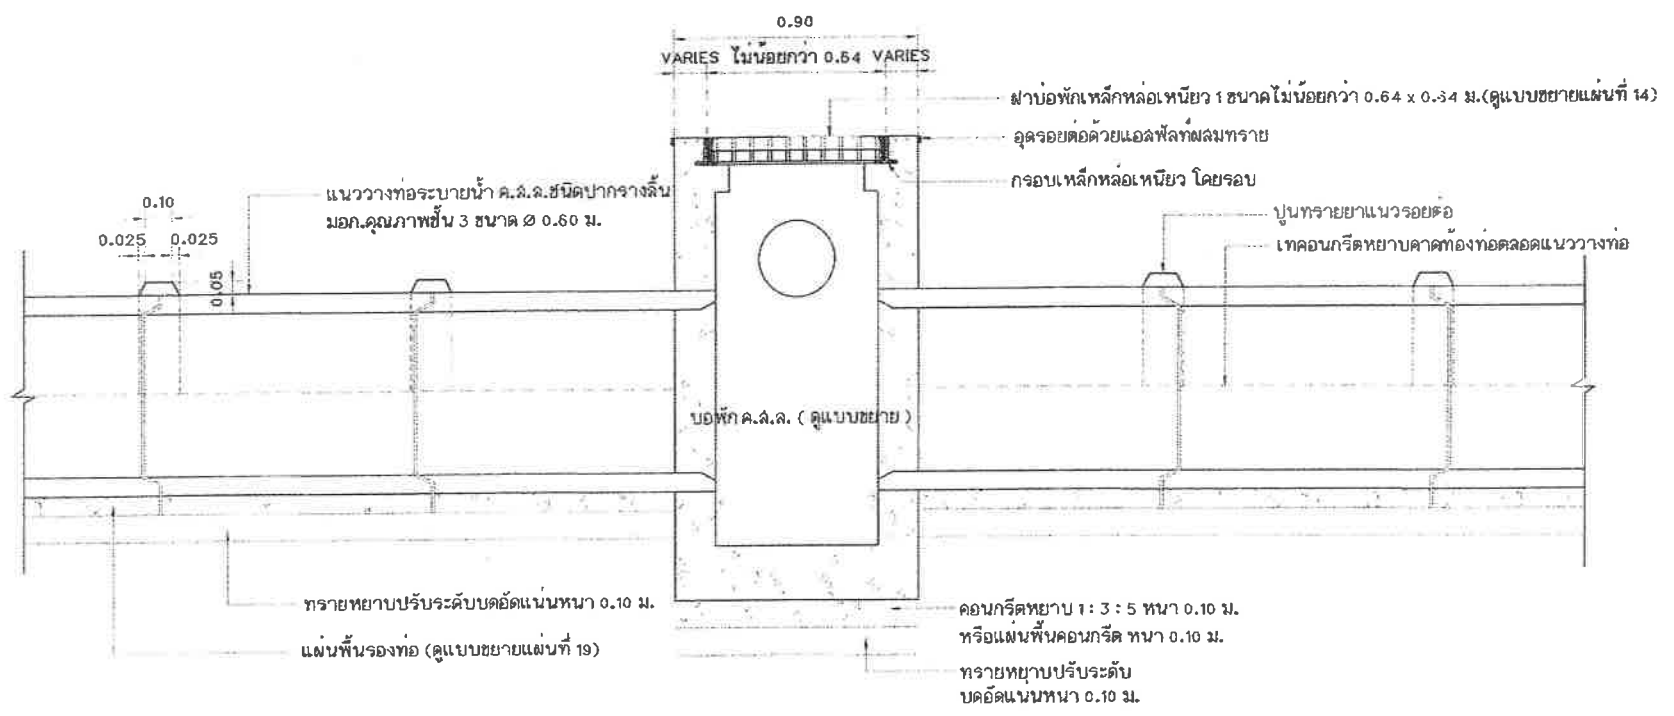 0.90
VARIES ไม่น้อยกว่า 0.64 VARIES
ฝาบ่อพักเหล็กหล่อเหนียว 1 ขนาดไม่น้อยกว่า 0.64 x 0.64 ม.(ดูแบบขยายแผ่นที่ 14)
อุดรอยต่อด้วยแอสฟัลท์ผสมทราย
กรอบเหล็กหล่อเหนียว โดยรอบ
แนววางท่อระบายน้ำ ค.ส.ล.ชนิดปากรางลิ้น
มอก.คุณภาพชั้น 3 ขนาด Ø 0.60 ม.
0.10
0.025 0.025
0.05
ปูนทรายยาแนวรอยต่อ
เทคอนกรีตหยาบคาดท้องท่อตลอดแนววางท่อ
บ่อพัก ค.ส.ล. ( ดูแบบขยาย )
ทรายหยาบปรับระดับบดอัดแน่นหนา 0.10 ม.
แผ่นพื้นรองท่อ (ดูแบบขยายแผ่นที่ 19)
คอนกรีตหยาบ 1 : 3 : 5 หนา 0.10 ม.
หรือแผ่นพื้นคอนกรีต หนา 0.10 ม.
ทรายหยาบปรับระดับ
บดอัดแน่นหนา 0.10 ม.